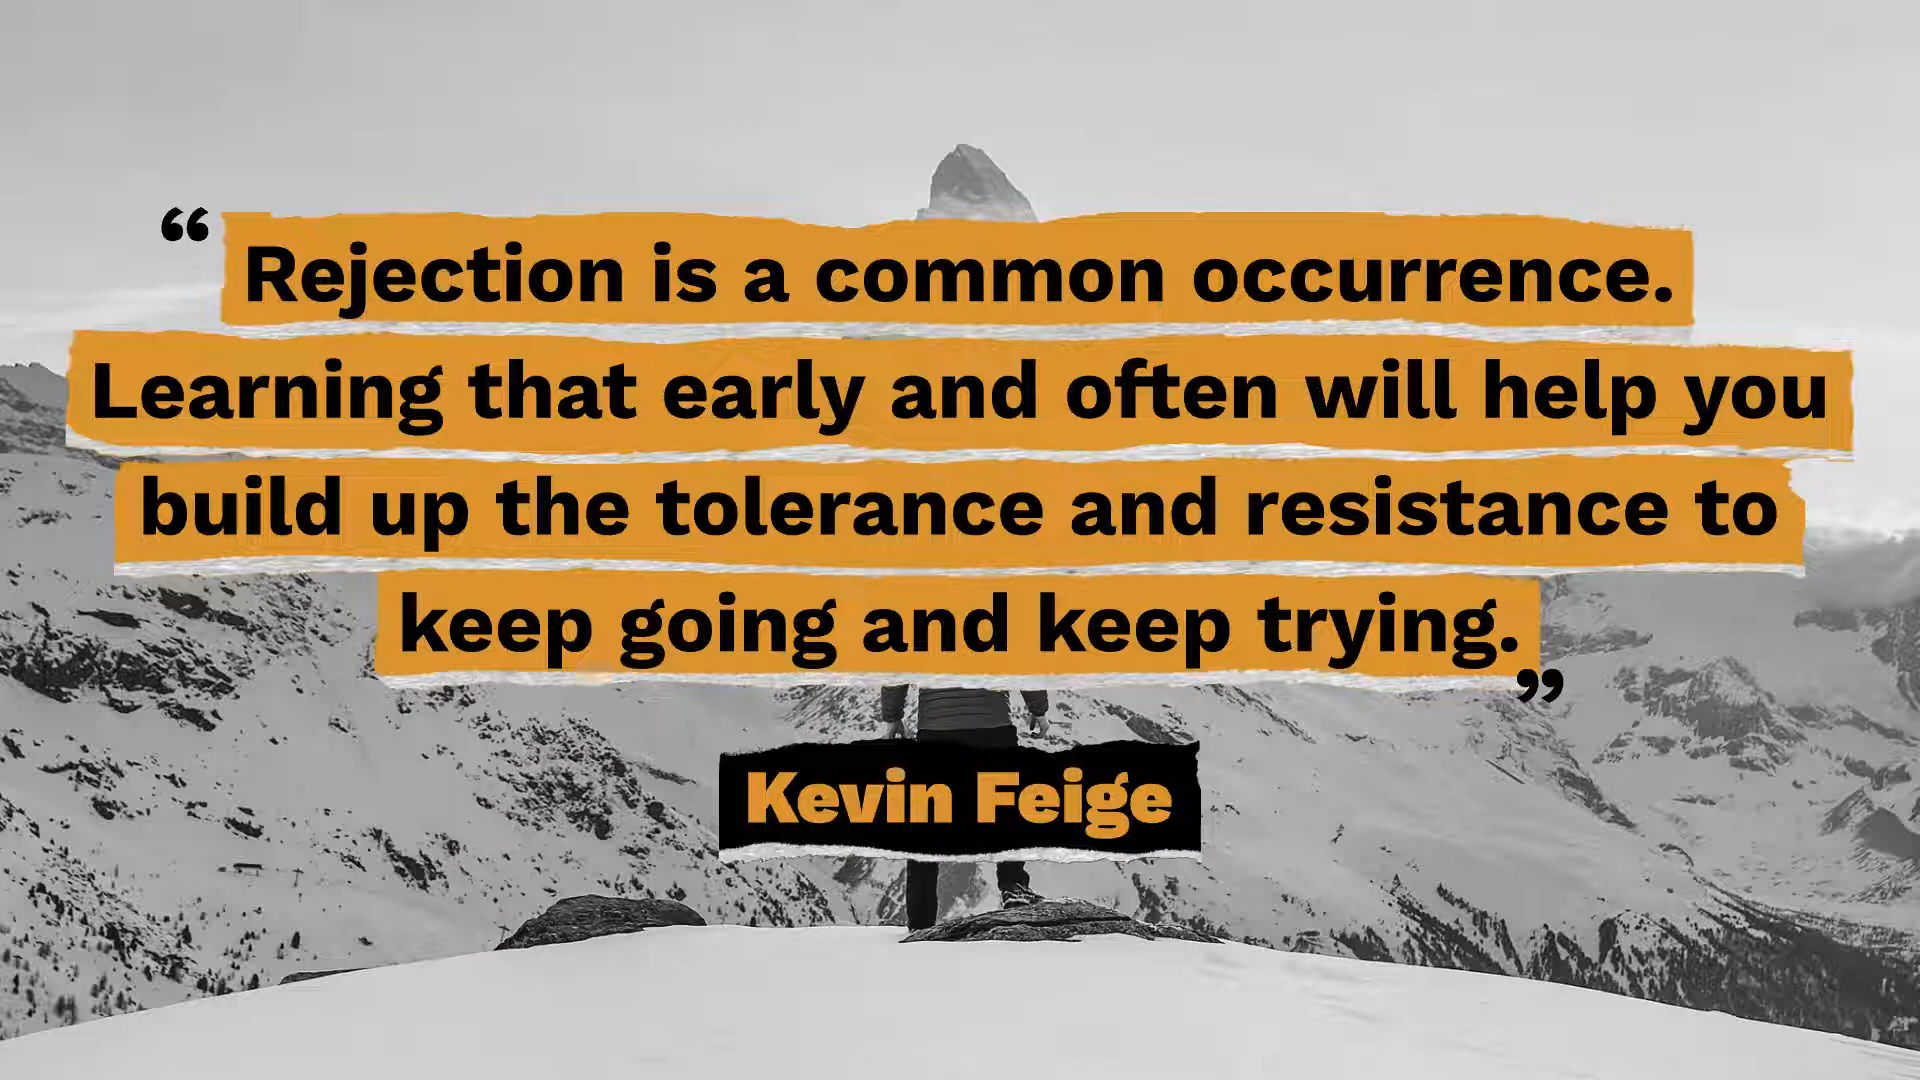 “Rejection is a common occurrence.
Learning that early and often will help you
build up the tolerance and resistance to
keep going and keep trying.”
Kevin Feige